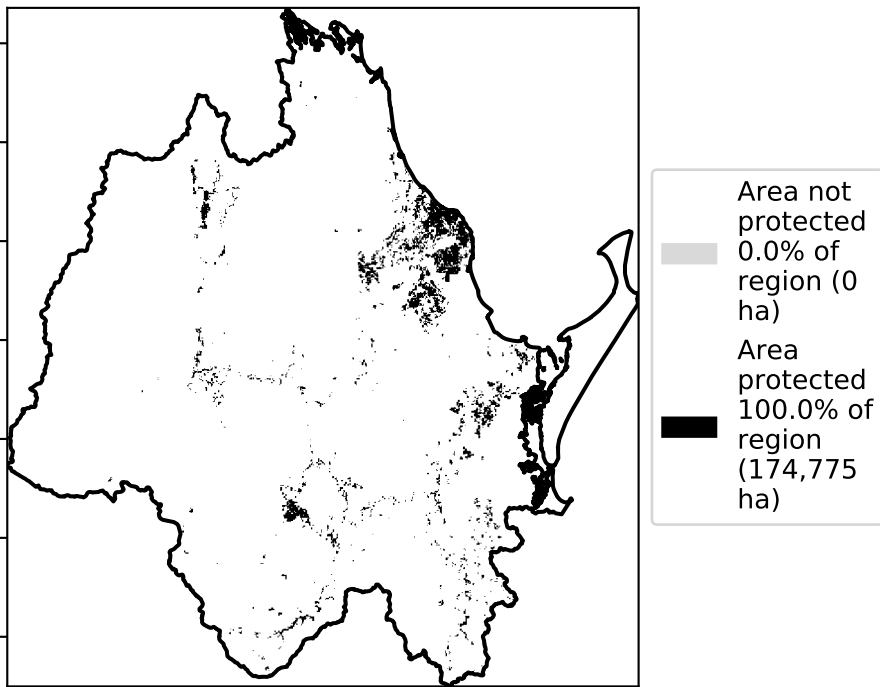 Area not
protected
0.0% of
region (0
ha)
Area
protected
100.0% of
region
(174,775
ha)